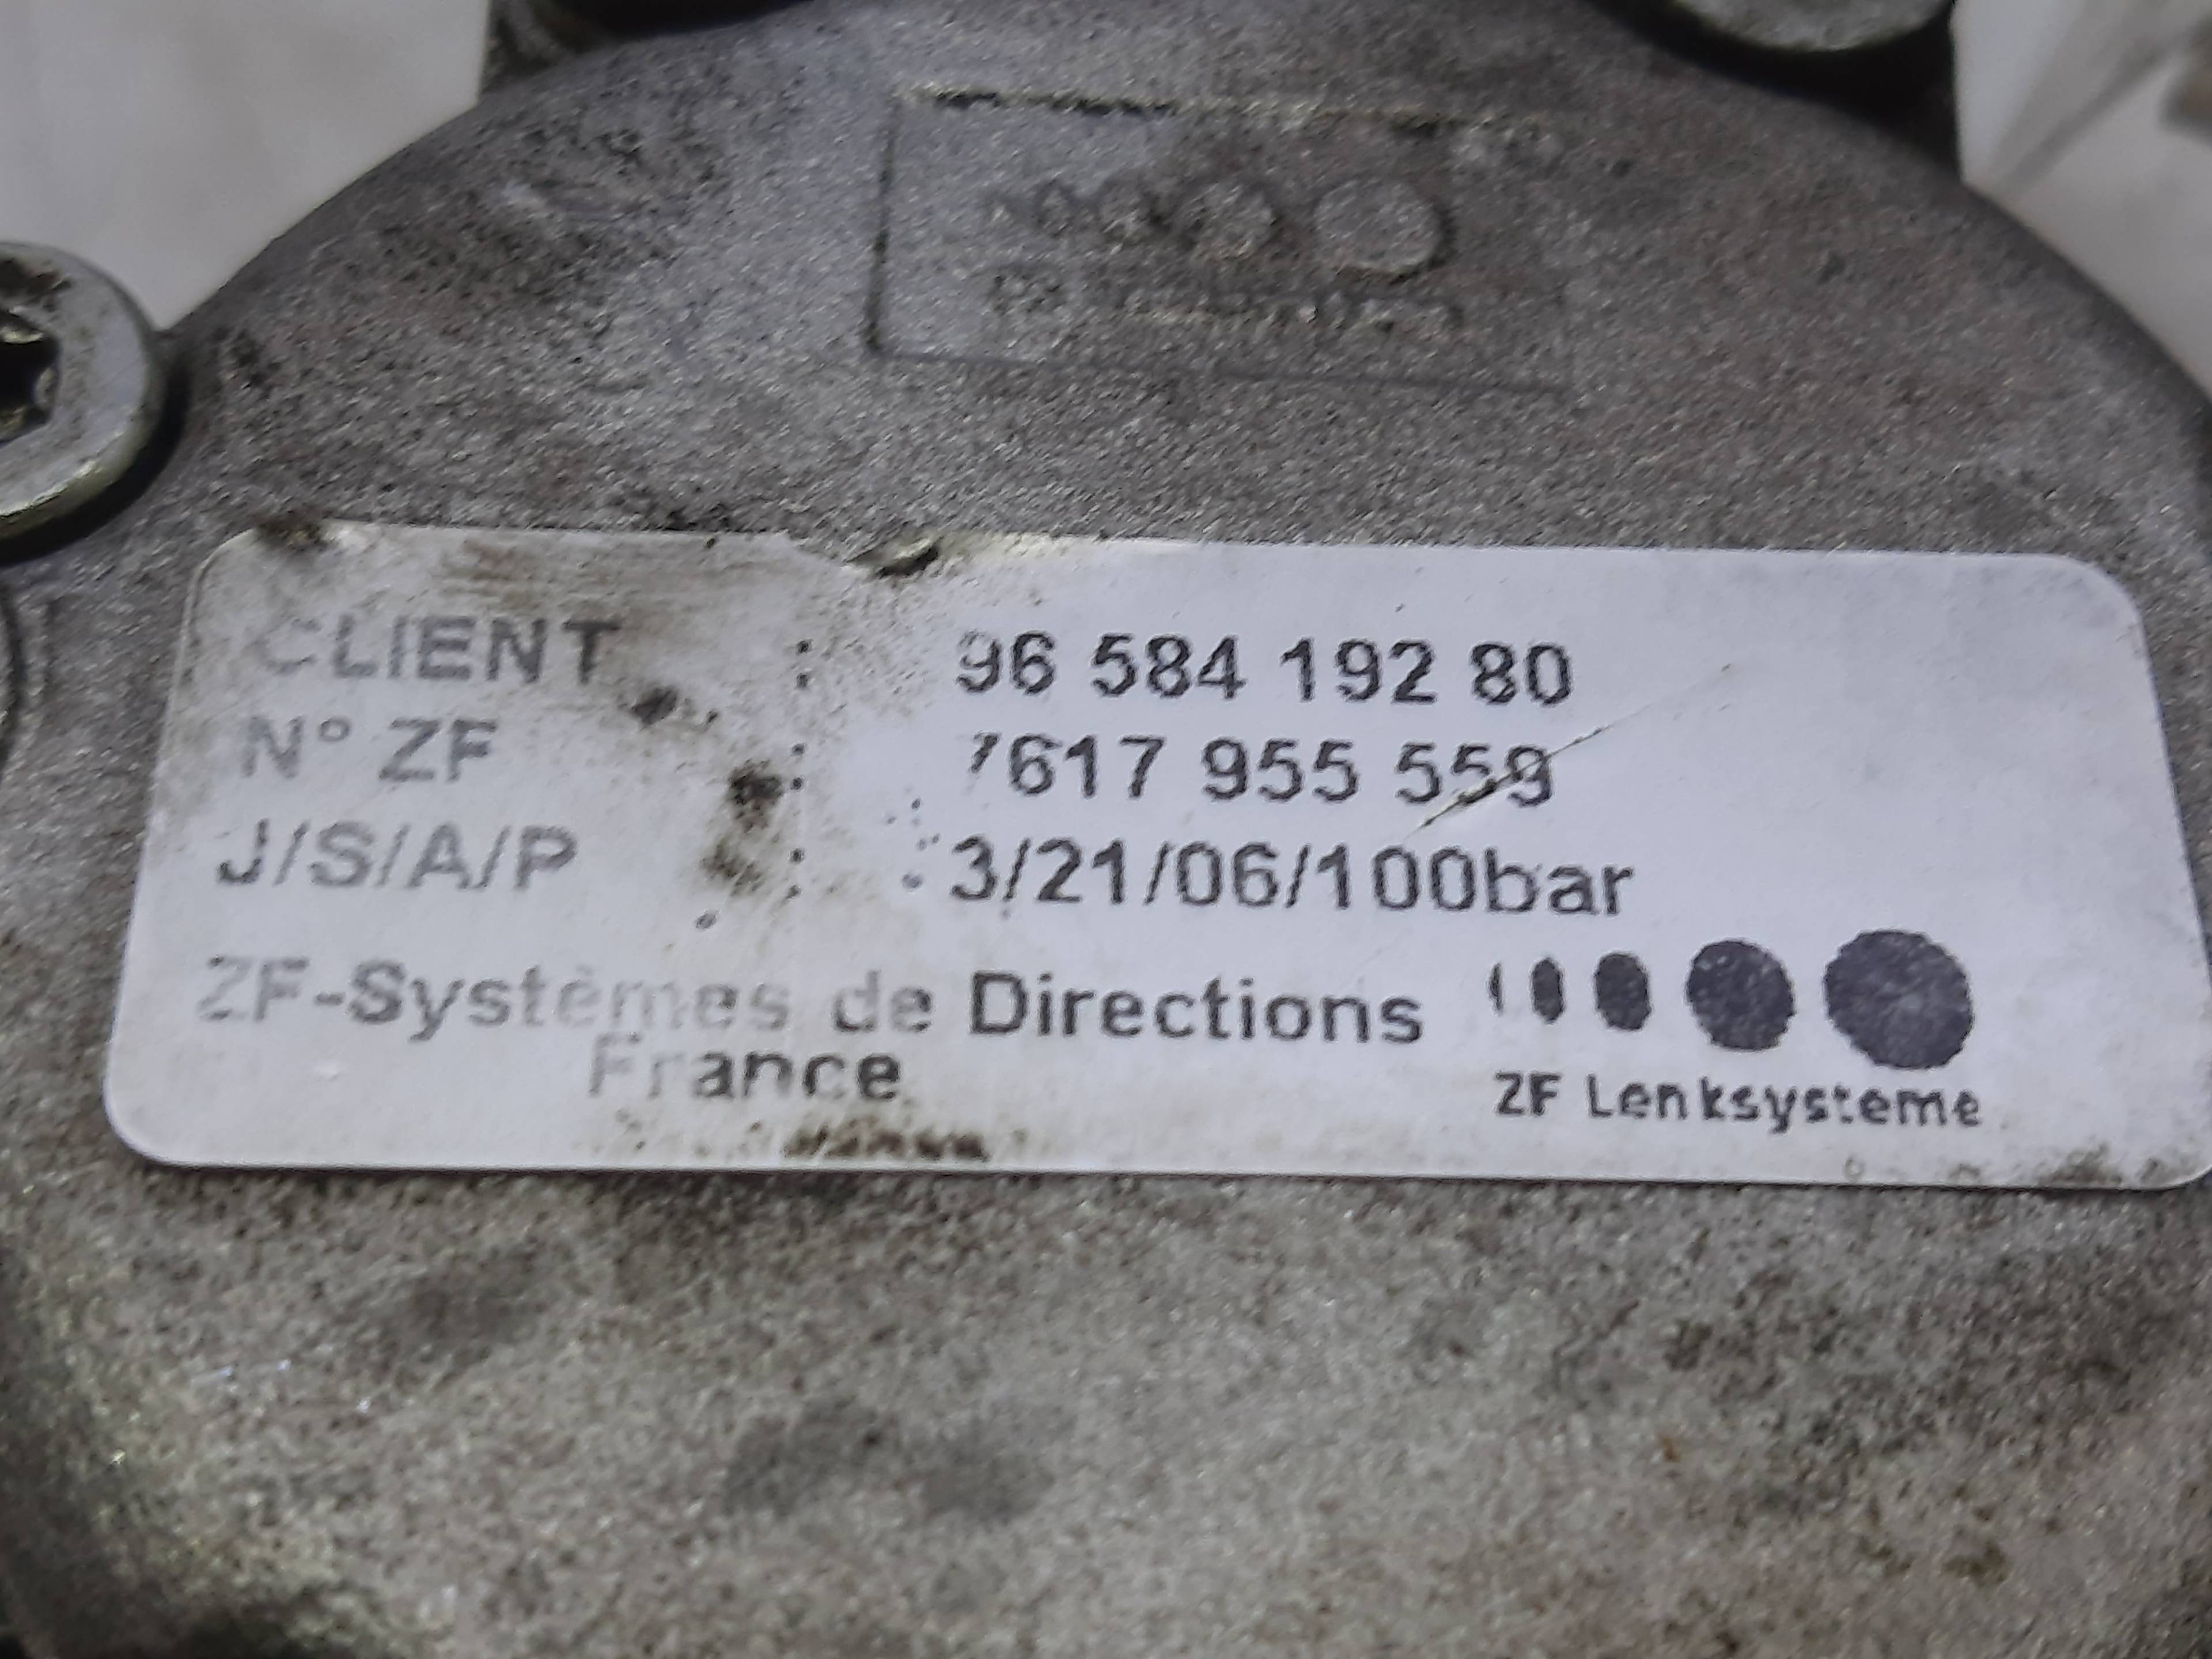 CLIENT : 96 584 192 80
N° ZF : 7617 955 559
J/S/A/P : 3/21/06/100bar
ZF-Systèmes de Directions
France
ZF Lenksysteme